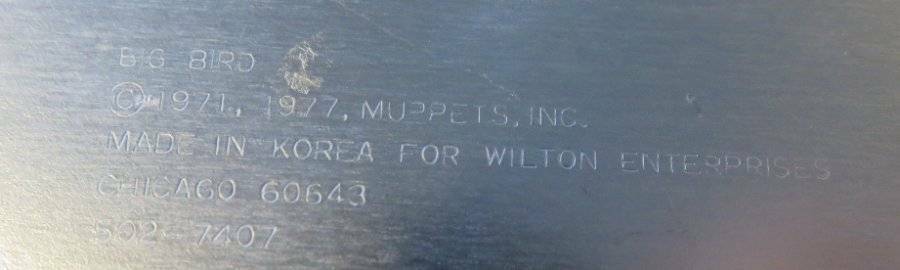 BIG BIRD
© 1971, 1977, MUPPETS, INC.
MADE IN KOREA FOR WILTON ENTERPRISES
CHICAGO 60643
502-7407